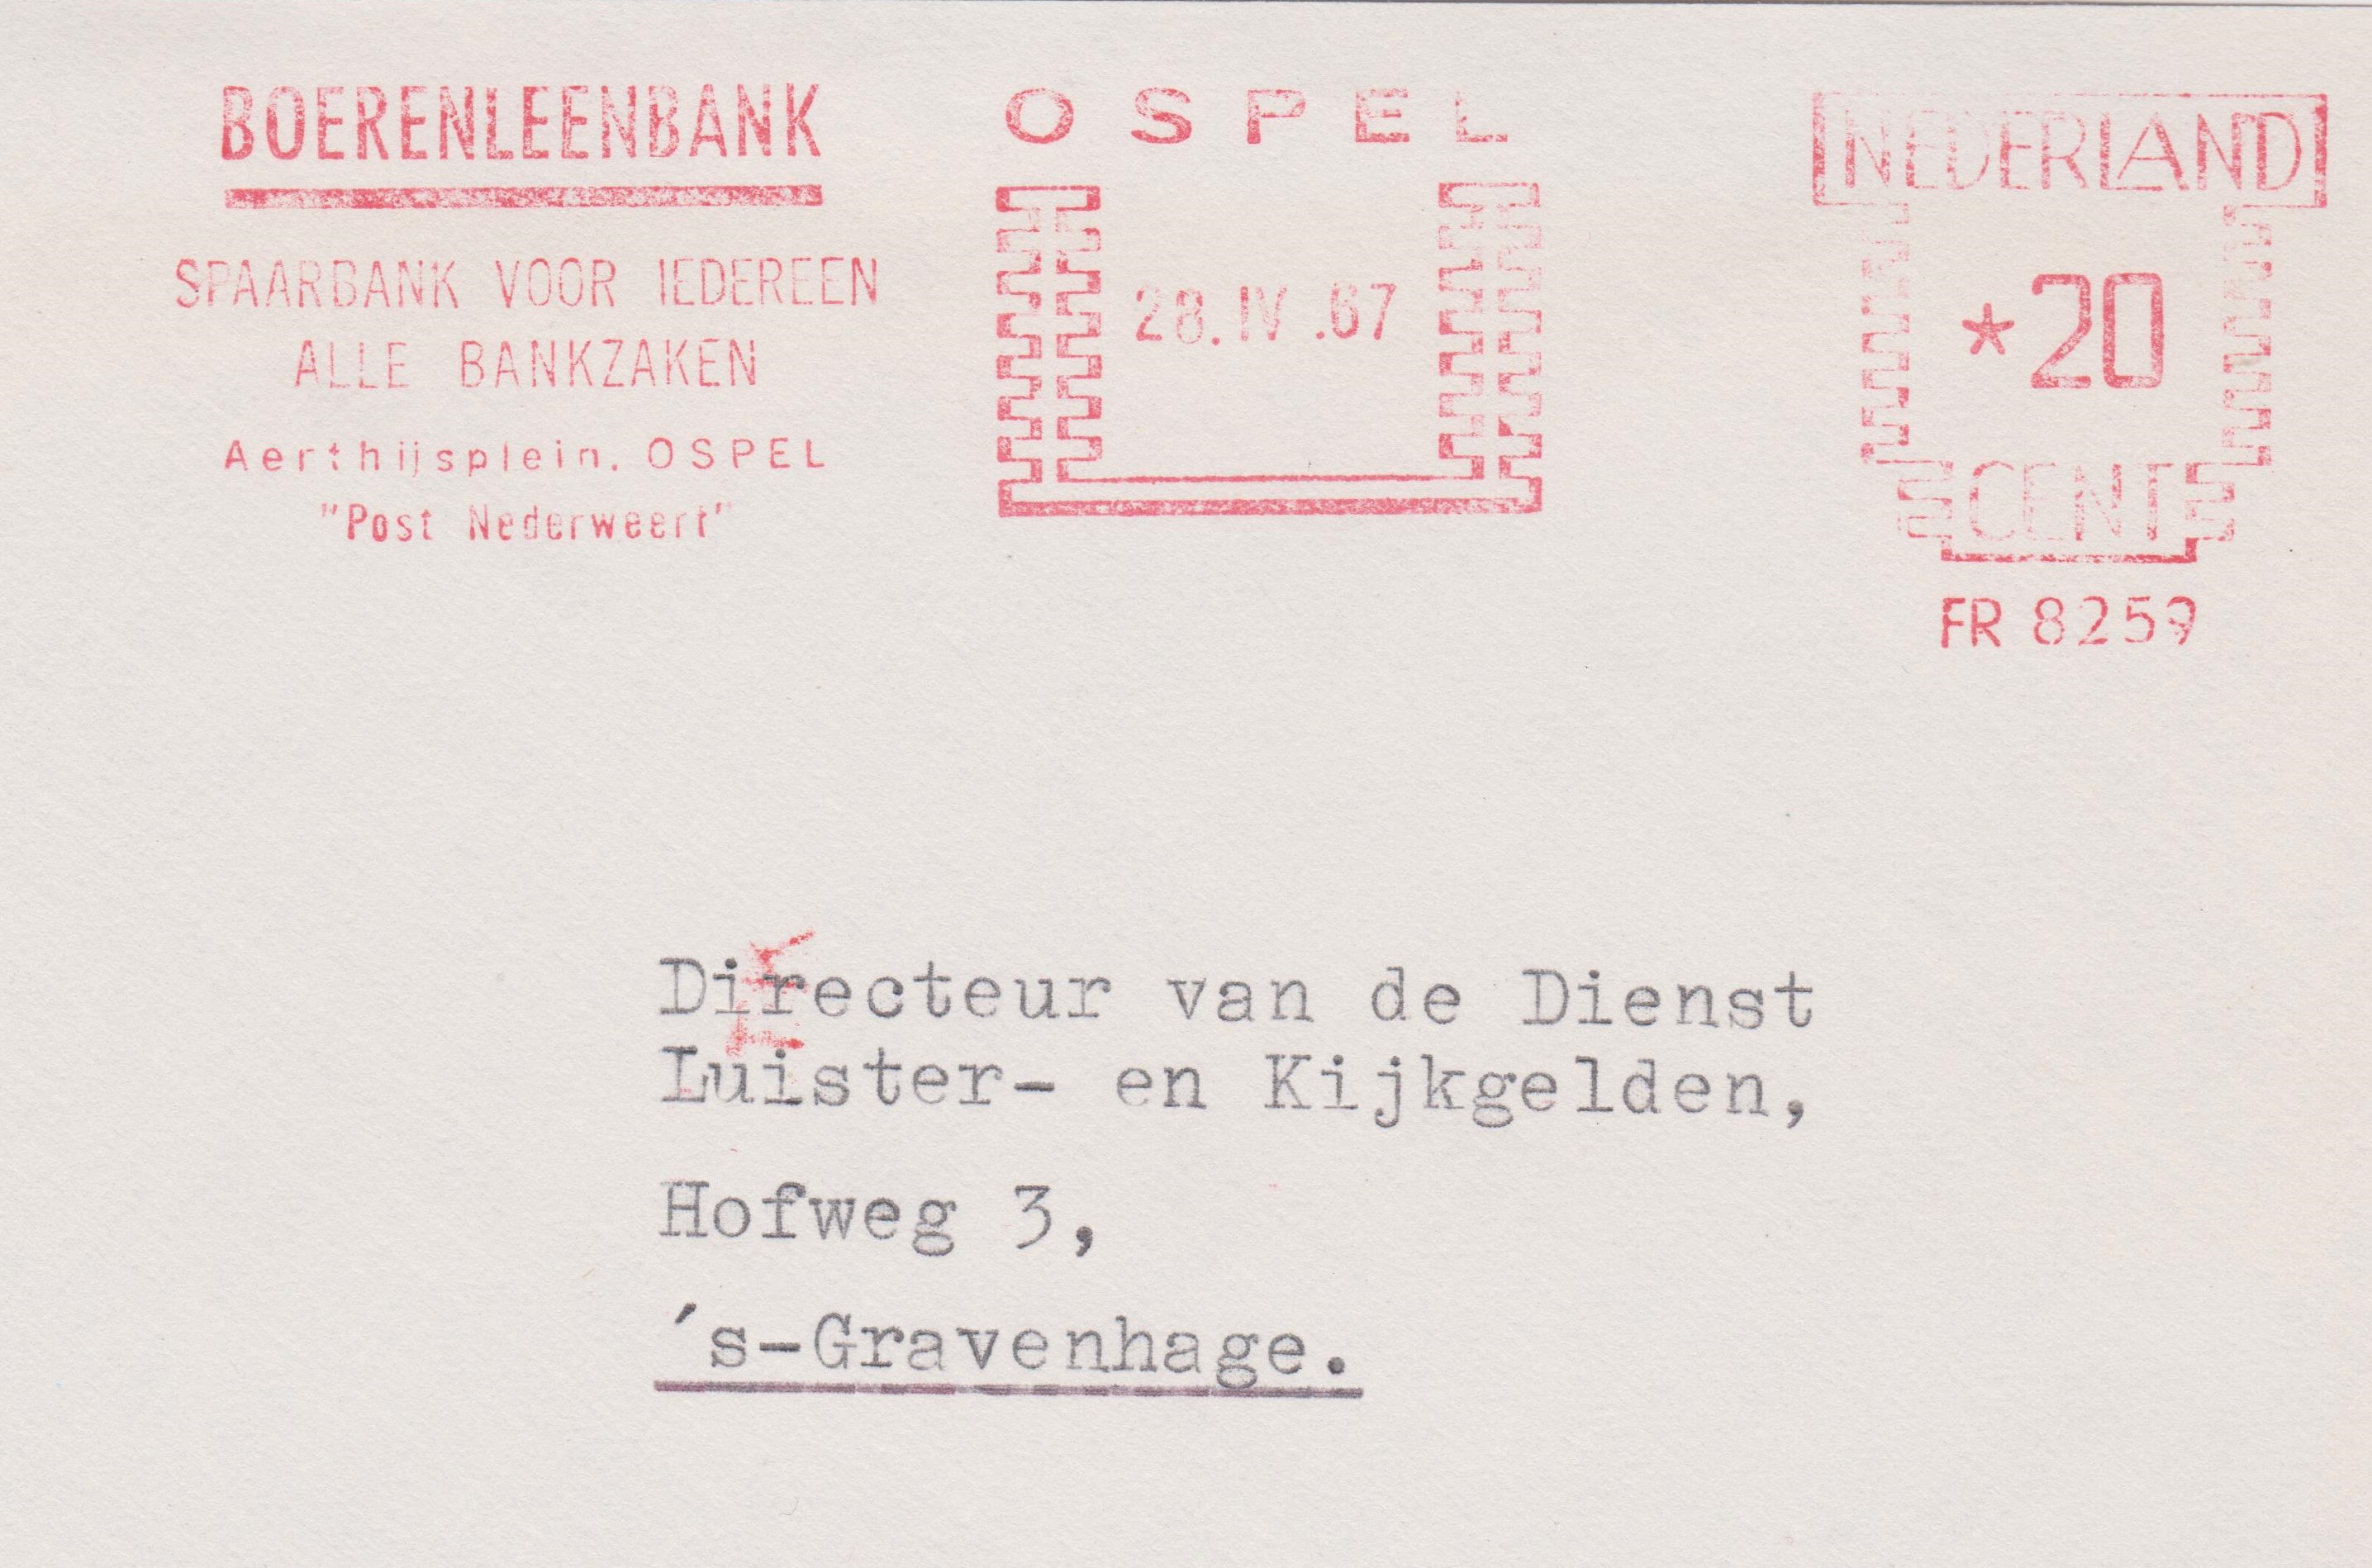 BOERENLEENBANK
SPAARBANK VOOR IEDEREEN
ALLE BANKZAKEN
Aerthijsplein. OSPEL
"Post Nederweert"
OSPEL
28.IV.67
NEDERLAND
*20
CENT
FR 8259
Directeur van de Dienst
Luister- en Kijkgelden,
Hofweg 3,
's-Gravenhage.